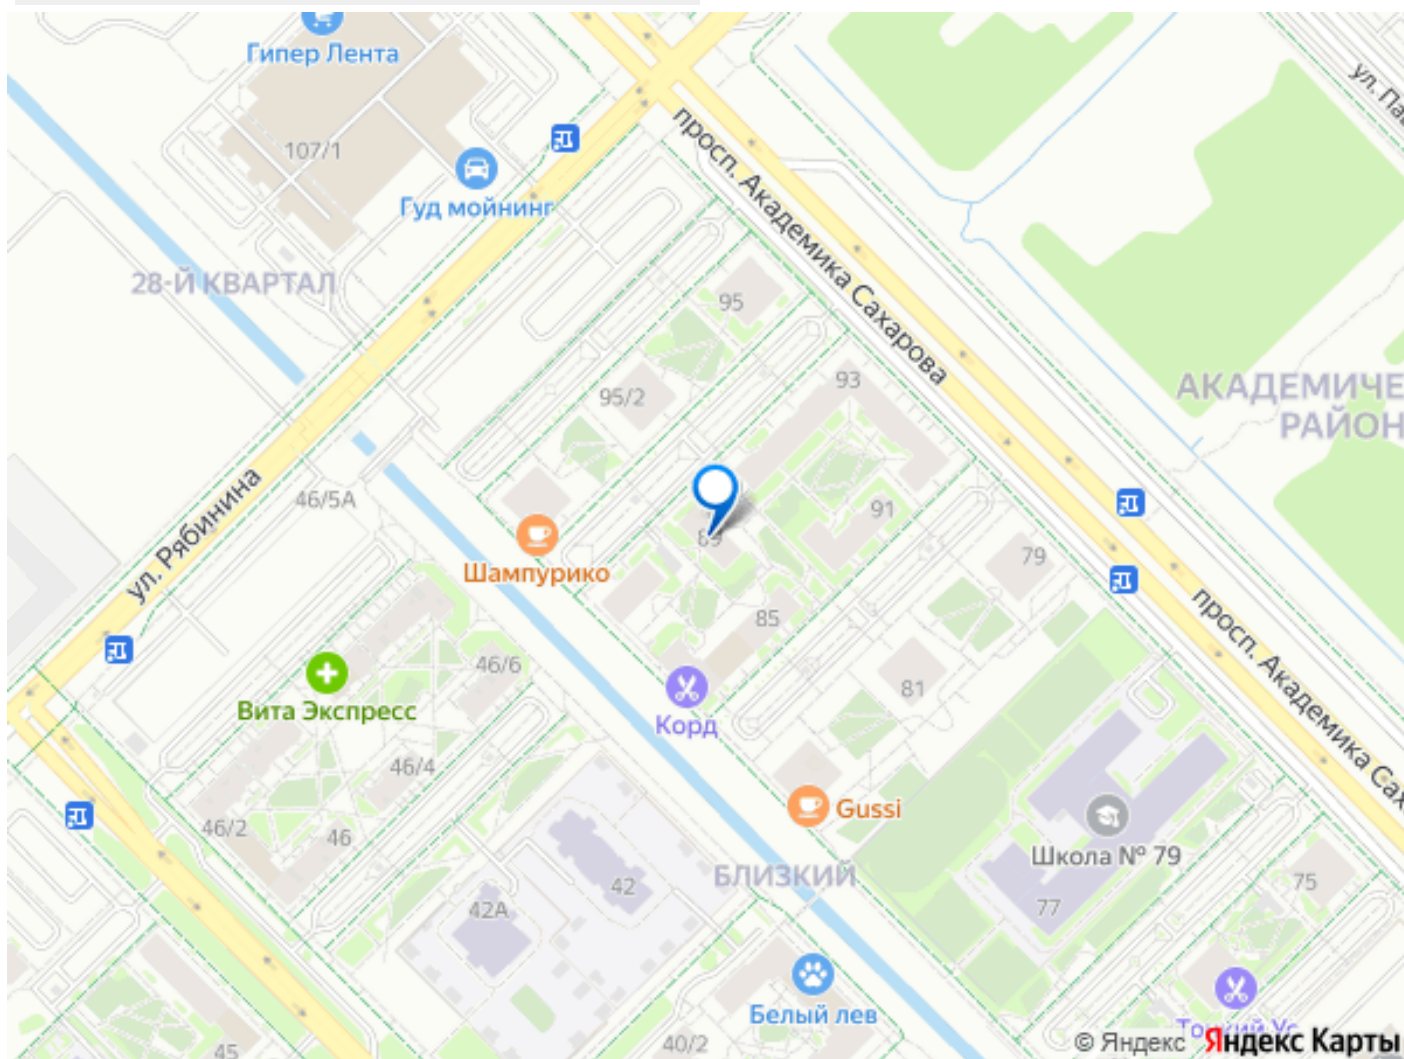 Гипер Лента
107/1
Гуд мойнинг
28-Й КВАРТАЛ
ул. Пав
просп. Академика Сахарова
95
95/2
93
АКАДЕМИЧЕ
РАЙОН
ул. Рябинина
46/5А
Шампурико
91
79
85
Вита Экспресс
46/6
Корд
81
просп. Академика Сах
46/4
46/2
46
Gussi
Школа № 79
БЛИЗКИЙ
42
42А
77
75
Белый лев
40/2
45
© Яндекс Яндекс Карты